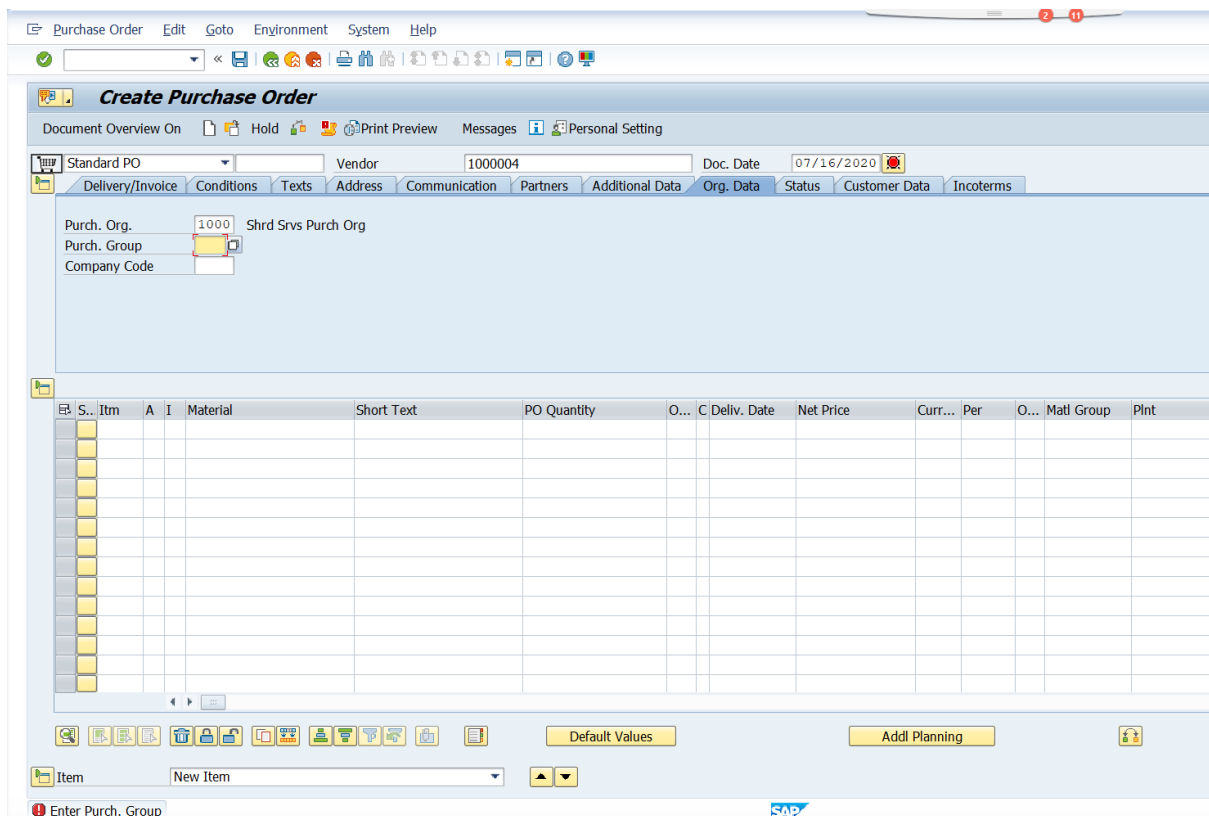 2 11
Purchase Order Edit Goto Environment System Help
Create Purchase Order
Document Overview On Hold Print Preview Messages Personal Setting
Standard PO Vendor 1000004 Doc. Date 07/16/2020
Delivery/Invoice Conditions Texts Address Communication Partners Additional Data Org. Data Status Customer Data Incoterms
Purch. Org. 1000 Shrd Srvs Purch Org
Purch. Group
Company Code
S... Itm A I Material Short Text PO Quantity O... C Deliv. Date Net Price Curr... Per O... Matl Group Plnt
Default Values Addl Planning
Item New Item
Enter Purch. Group SAP